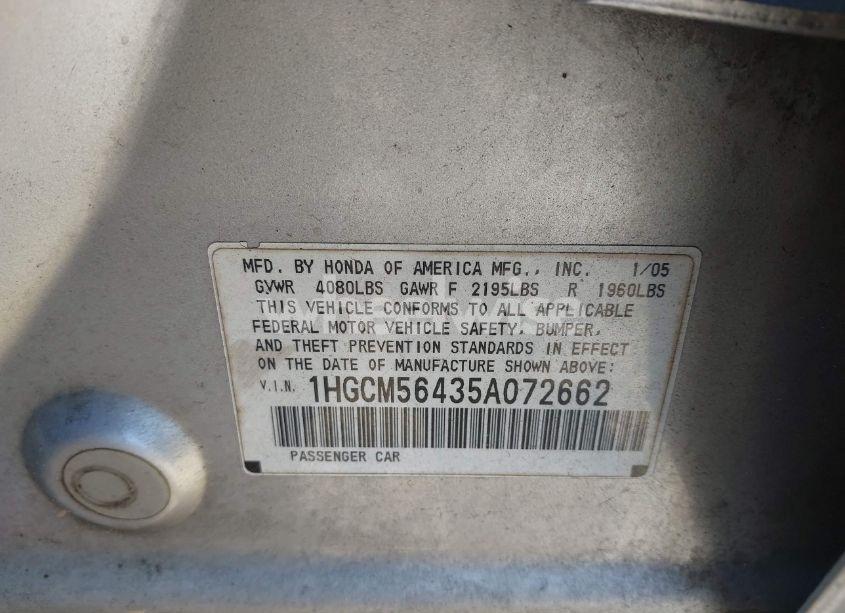 MFD. BY HONDA OF AMERICA MFG., INC. 1/05
GVWR 4080LBS GAWR F 2195LBS R 1960LBS
THIS VEHICLE CONFORMS TO ALL APPLICABLE
FEDERAL MOTOR VEHICLE SAFETY, BUMPER,
AND THEFT PREVENTION STANDARDS IN EFFECT
ON THE DATE OF MANUFACTURE SHOWN ABOVE:
V.I.N. 1HGCM56435A072662
PASSENGER CAR